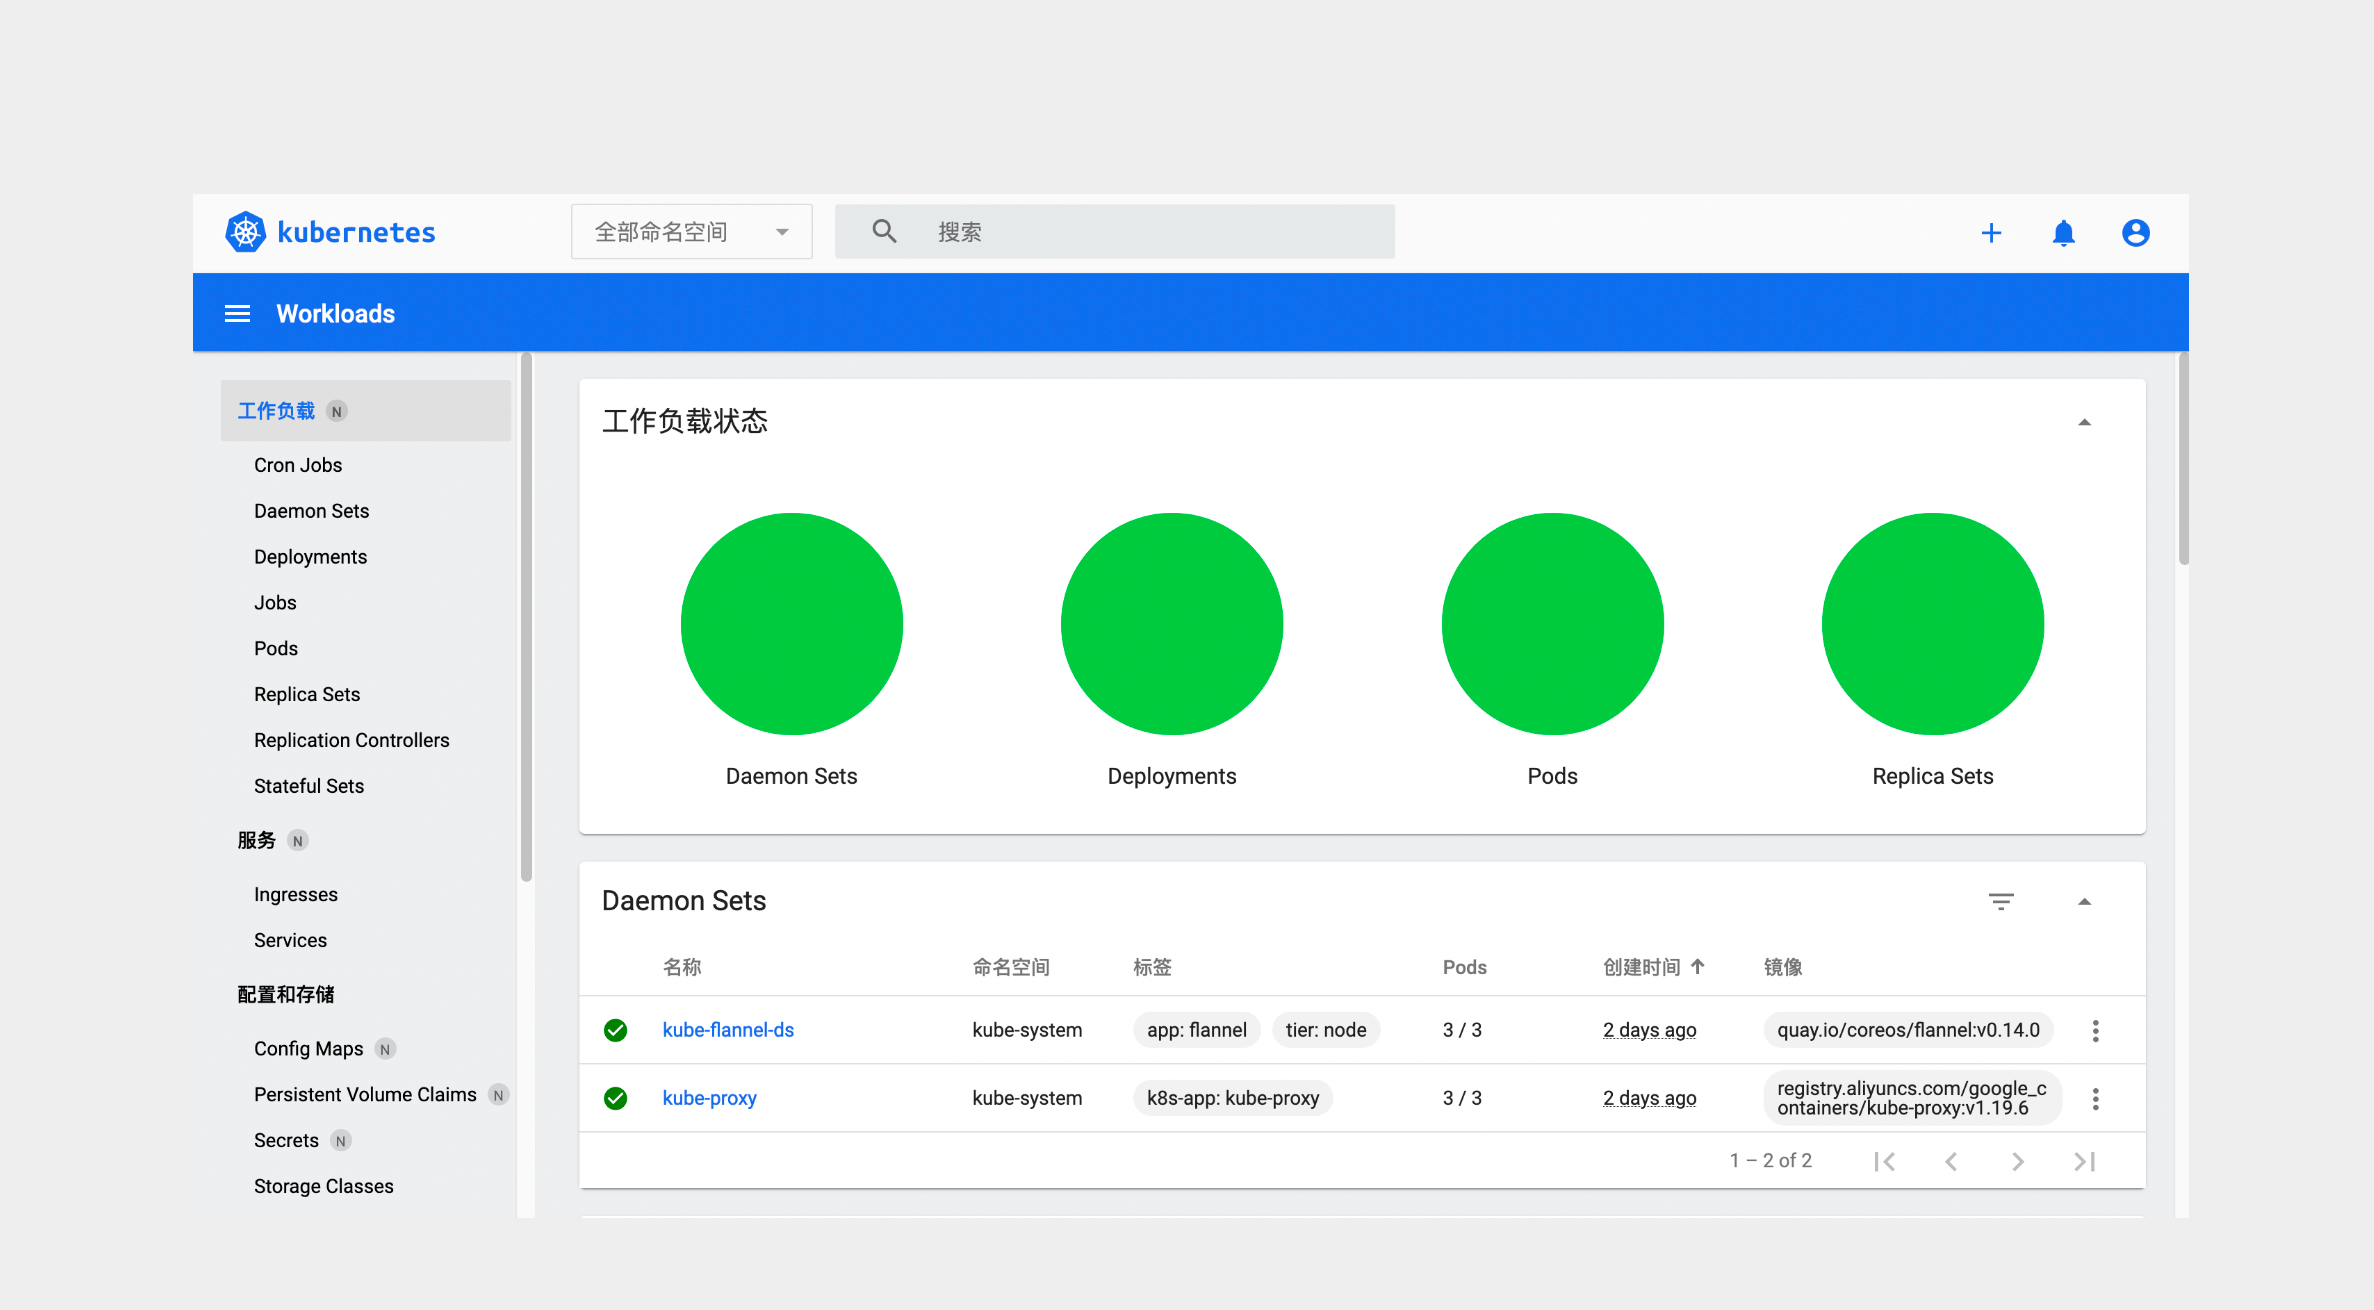 kubernetes
全部命名空间
搜索
Workloads
工作负载 N
Cron Jobs
Daemon Sets
Deployments
Jobs
Pods
Replica Sets
Replication Controllers
Stateful Sets
服务 N
Ingresses
Services
配置和存储
Config Maps N
Persistent Volume Claims N
Secrets N
Storage Classes
工作负载状态
Daemon Sets
Deployments
Pods
Replica Sets
Daemon Sets
名称 命名空间 标签 Pods 创建时间 镜像
kube-flannel-ds kube-system app: flannel tier: node 3 / 3 2 days ago quay.io/coreos/flannel:v0.14.0
kube-proxy kube-system k8s-app: kube-proxy 3 / 3 2 days ago registry.aliyuncs.com/google_c
ontainers/kube-proxy:v1.19.6
1 – 2 of 2